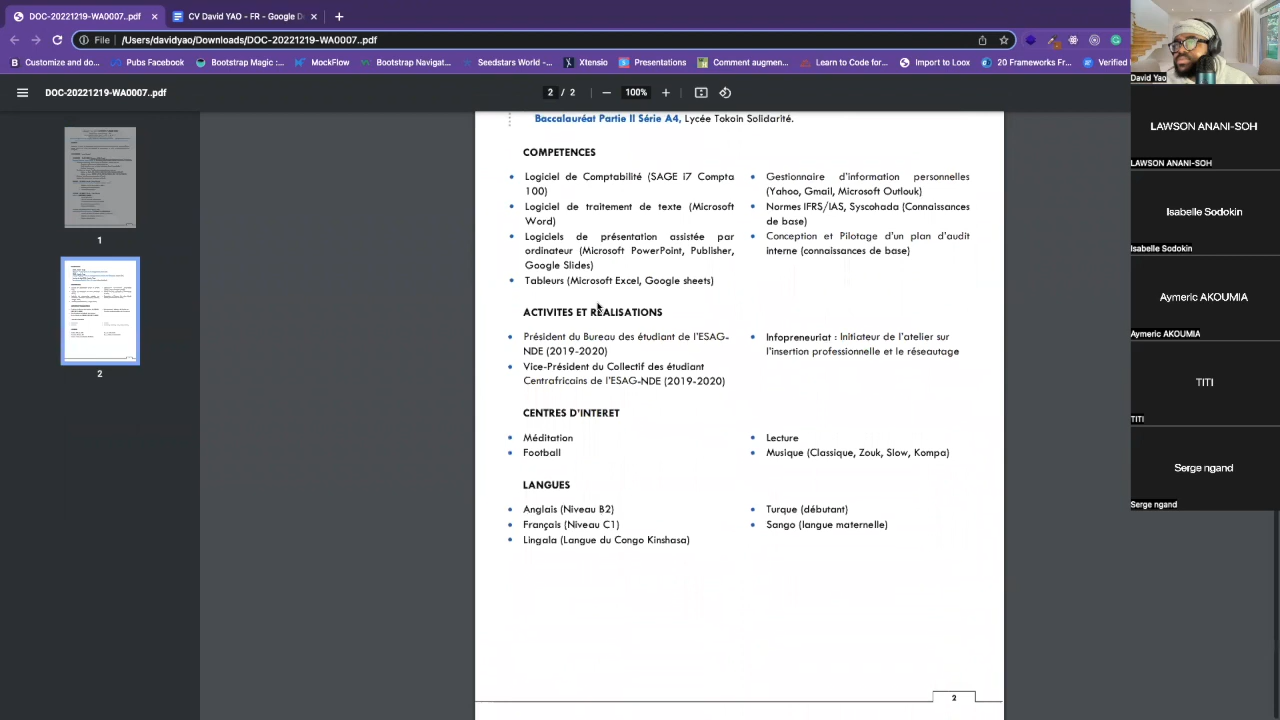 DOC-20221219-WA0007..pdf
CV David YAO - FR - Google D
File /Users/davidyao/Downloads/DOC-20221219-WA0007..pdf
Customize and do...
Pubs Facebook
Bootstrap Magic :...
MockFlow
Bootstrap Navigat...
Seedstars World -...
Xtensio
Presentations
Comment augmen...
Learn to Code for...
Import to Loox
20 Frameworks Fr...
Verified
DOC-20221219-WA0007..pdf
2 / 2
100%
1
2
Baccalauréat Partie II Série A4, Lycée Tokoin Solidarité.
COMPETENCES
Logiciel de Comptabilité (SAGE i7 Compta
100)
Logiciel de traitement de texte (Microsoft
Word)
Logiciels de présentation assistée par
ordinateur (Microsoft PowerPoint, Publisher,
Google Slides)
Tableurs (Microsoft Excel, Google sheets)
Gestionnaire d'information personnelles
(Yahoo, Gmail, Microsoft Outlouk)
Normes IFRS/IAS, Syscohada (Connaissances
de base)
Conception et Pilotage d'un plan d'audit
interne (connaissances de base)
ACTIVITES ET REALISATIONS
Président du Bureau des étudiant de l'ESAG-
NDE (2019-2020)
Vice-Président du Collectif des étudiant
Centrafricains de l'ESAG-NDE (2019-2020)
Infopreneuriat : Initiateur de l'atelier sur
l'insertion professionnelle et le réseautage
CENTRES D'INTERET
Méditation
Football
Lecture
Musique (Classique, Zouk, Slow, Kompa)
LANGUES
Anglais (Niveau B2)
Français (Niveau C1)
Lingala (Langue du Congo Kinshasa)
Turque (débutant)
Sango (langue maternelle)
2
David Yao
LAWSON ANANI-SOH
LAWSON ANANI-SOH
Isabelle Sodokin
Isabelle Sodokin
Aymeric AKOUMIA
Aymeric AKOUMIA
TITI
TITI
Serge ngand
Serge ngand